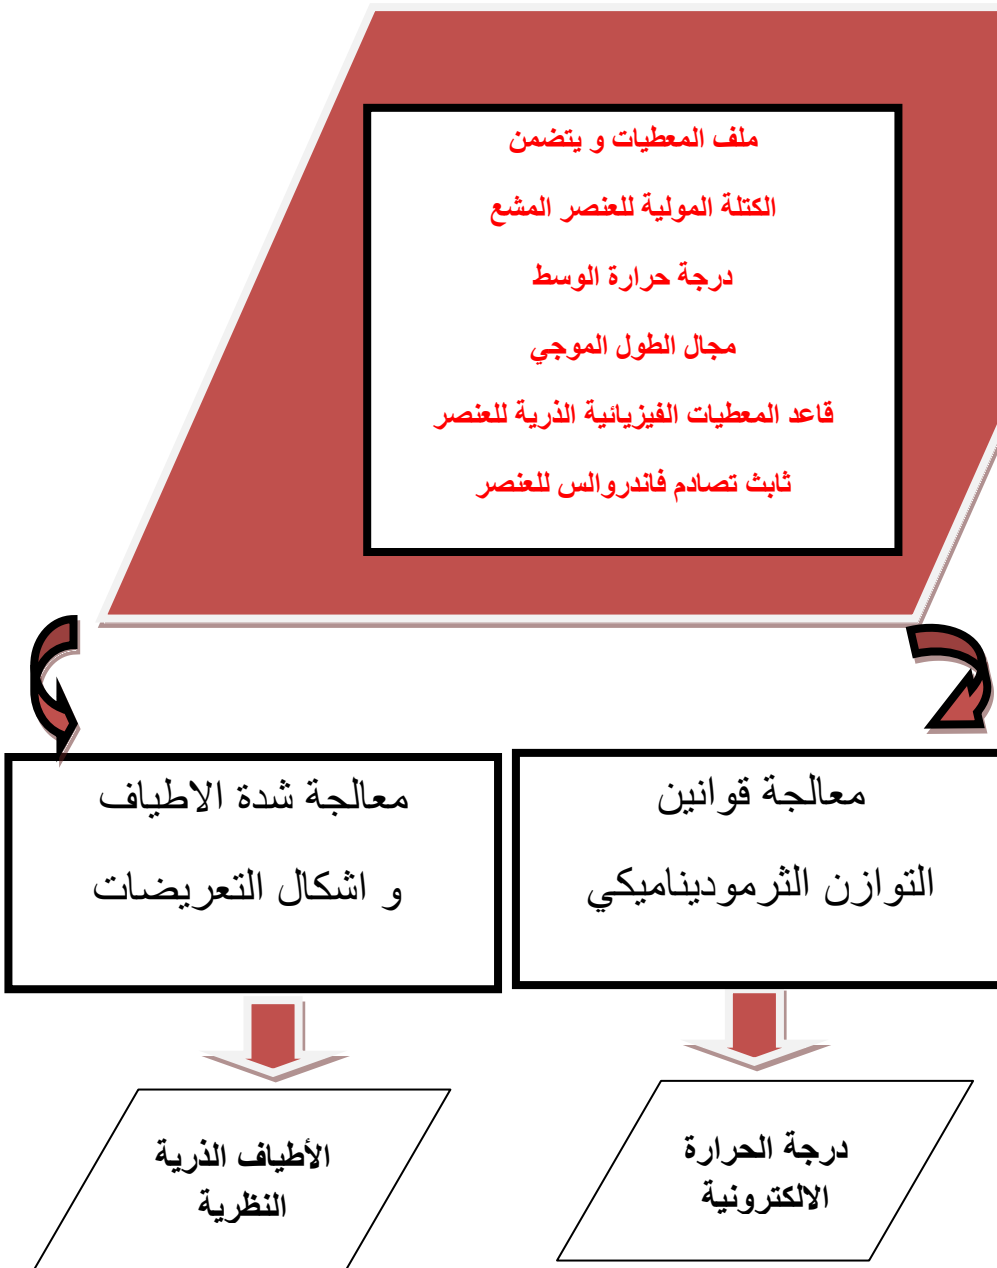 ملف المعطيات و يتضمن
الكتلة المولية للعنصر المشع
درجة حرارة الوسط
مجال الطول الموجي
قاعد المعطيات الفيزيائية الذرية للعنصر
ثابث تصادم فاندروالس للعنصر
معالجة قوانين
التوازن الثرموديناميكي
معالجة شدة الاطياف
و اشكال التعريضات
درجة الحرارة
الالكترونية
الأطياف الذرية
النظرية